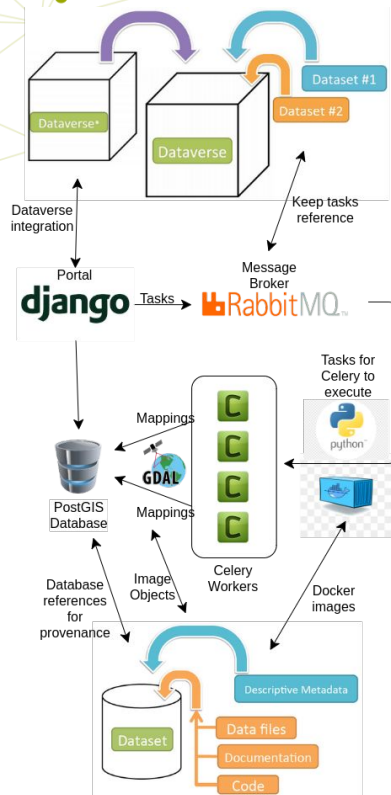 Dataset #1
Dataset #2
Dataverse*
Dataverse
Dataverse
integration
Keep tasks
reference
Portal
django
Tasks
Message
Broker
RabbitMQ
TM
Tasks for
Celery to
execute
python
Mappings
C
C
C
C
GDAL
Mappings
PostGIS
Database
Celery
Workers
Database
references
for
provenance
Image
Objects
Docker
images
Descriptive Metadata
Dataset
Data files
Documentation
Code